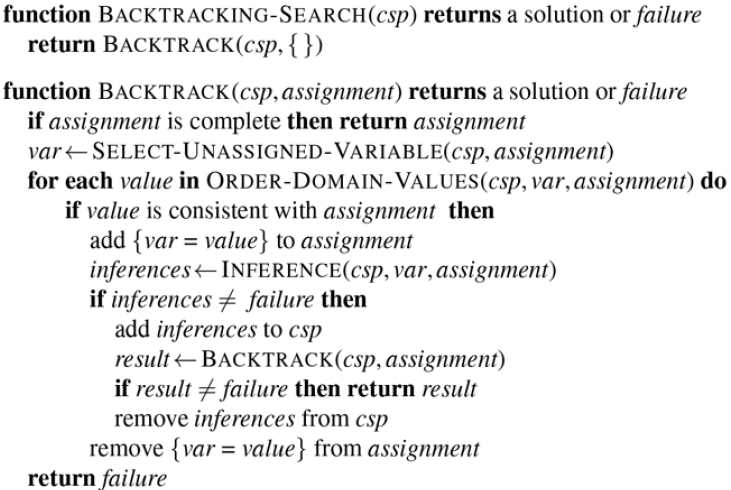 function BACKTRACKING-SEARCH(csp) returns a solution or failure
return BACKTRACK(csp, { })
function BACKTRACK(csp, assignment) returns a solution or failure
if assignment is complete then return assignment
var ← SELECT-UNASSIGNED-VARIABLE(csp, assignment)
for each value in ORDER-DOMAIN-VALUES(csp, var, assignment) do
if value is consistent with assignment then
add {var = value} to assignment
inferences ← INFERENCE(csp, var, assignment)
if inferences ≠ failure then
add inferences to csp
result ← BACKTRACK(csp, assignment)
if result ≠ failure then return result
remove inferences from csp
remove {var = value} from assignment
return failure